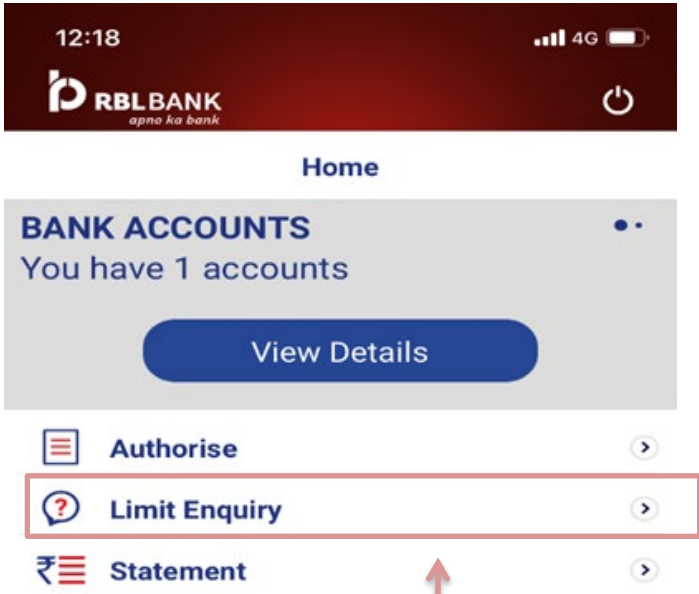 12:18 4G
RBLBANK
apno ka bank
Home
BANK ACCOUNTS
You have 1 accounts
View Details
Authorise
? Limit Enquiry
₹ Statement